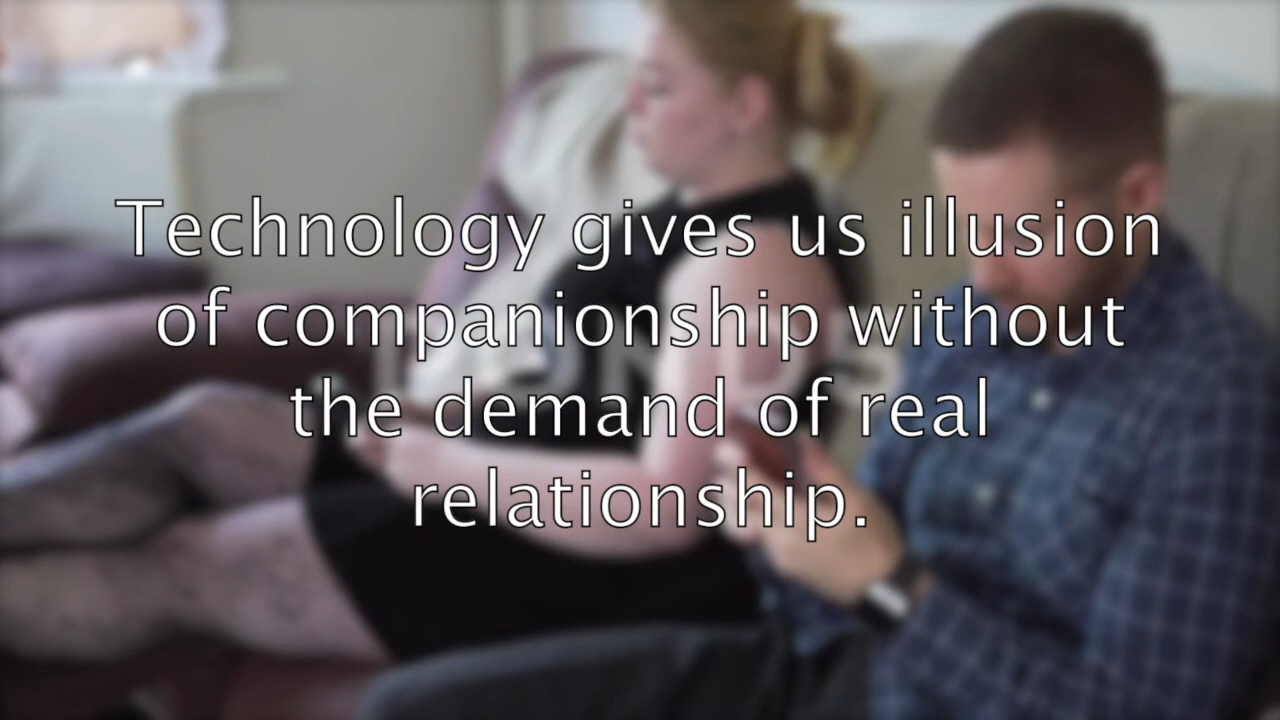 Technology gives us illusion
of companionship without
the demand of real
relationship.